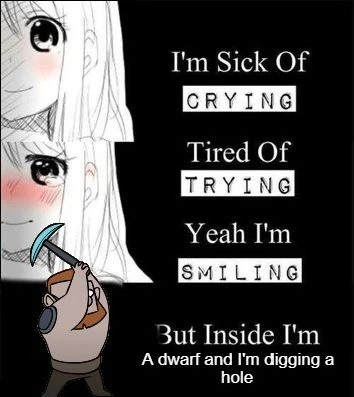 I'm Sick Of
CRYING
Tired Of
TRYING
Yeah I'm
SMILING
But Inside I'm
A dwarf and I'm digging a
hole